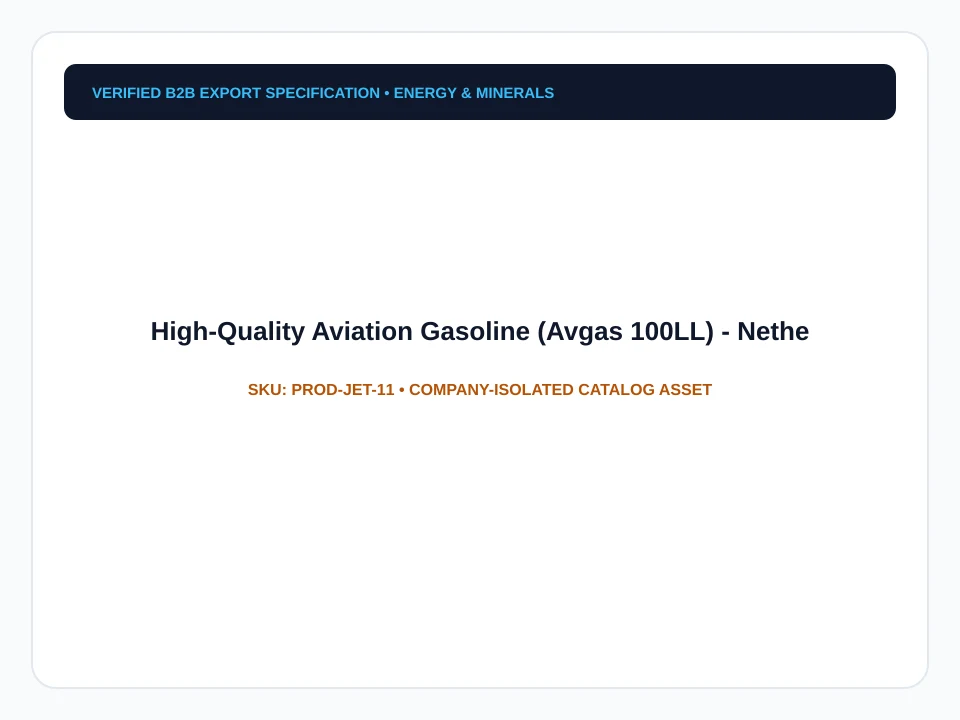 VERIFIED B2B EXPORT SPECIFICATION • ENERGY & MINERALS
High-Quality Aviation Gasoline (Avgas 100LL) - Nethe
SKU: PROD-JET-11 • COMPANY-ISOLATED CATALOG ASSET